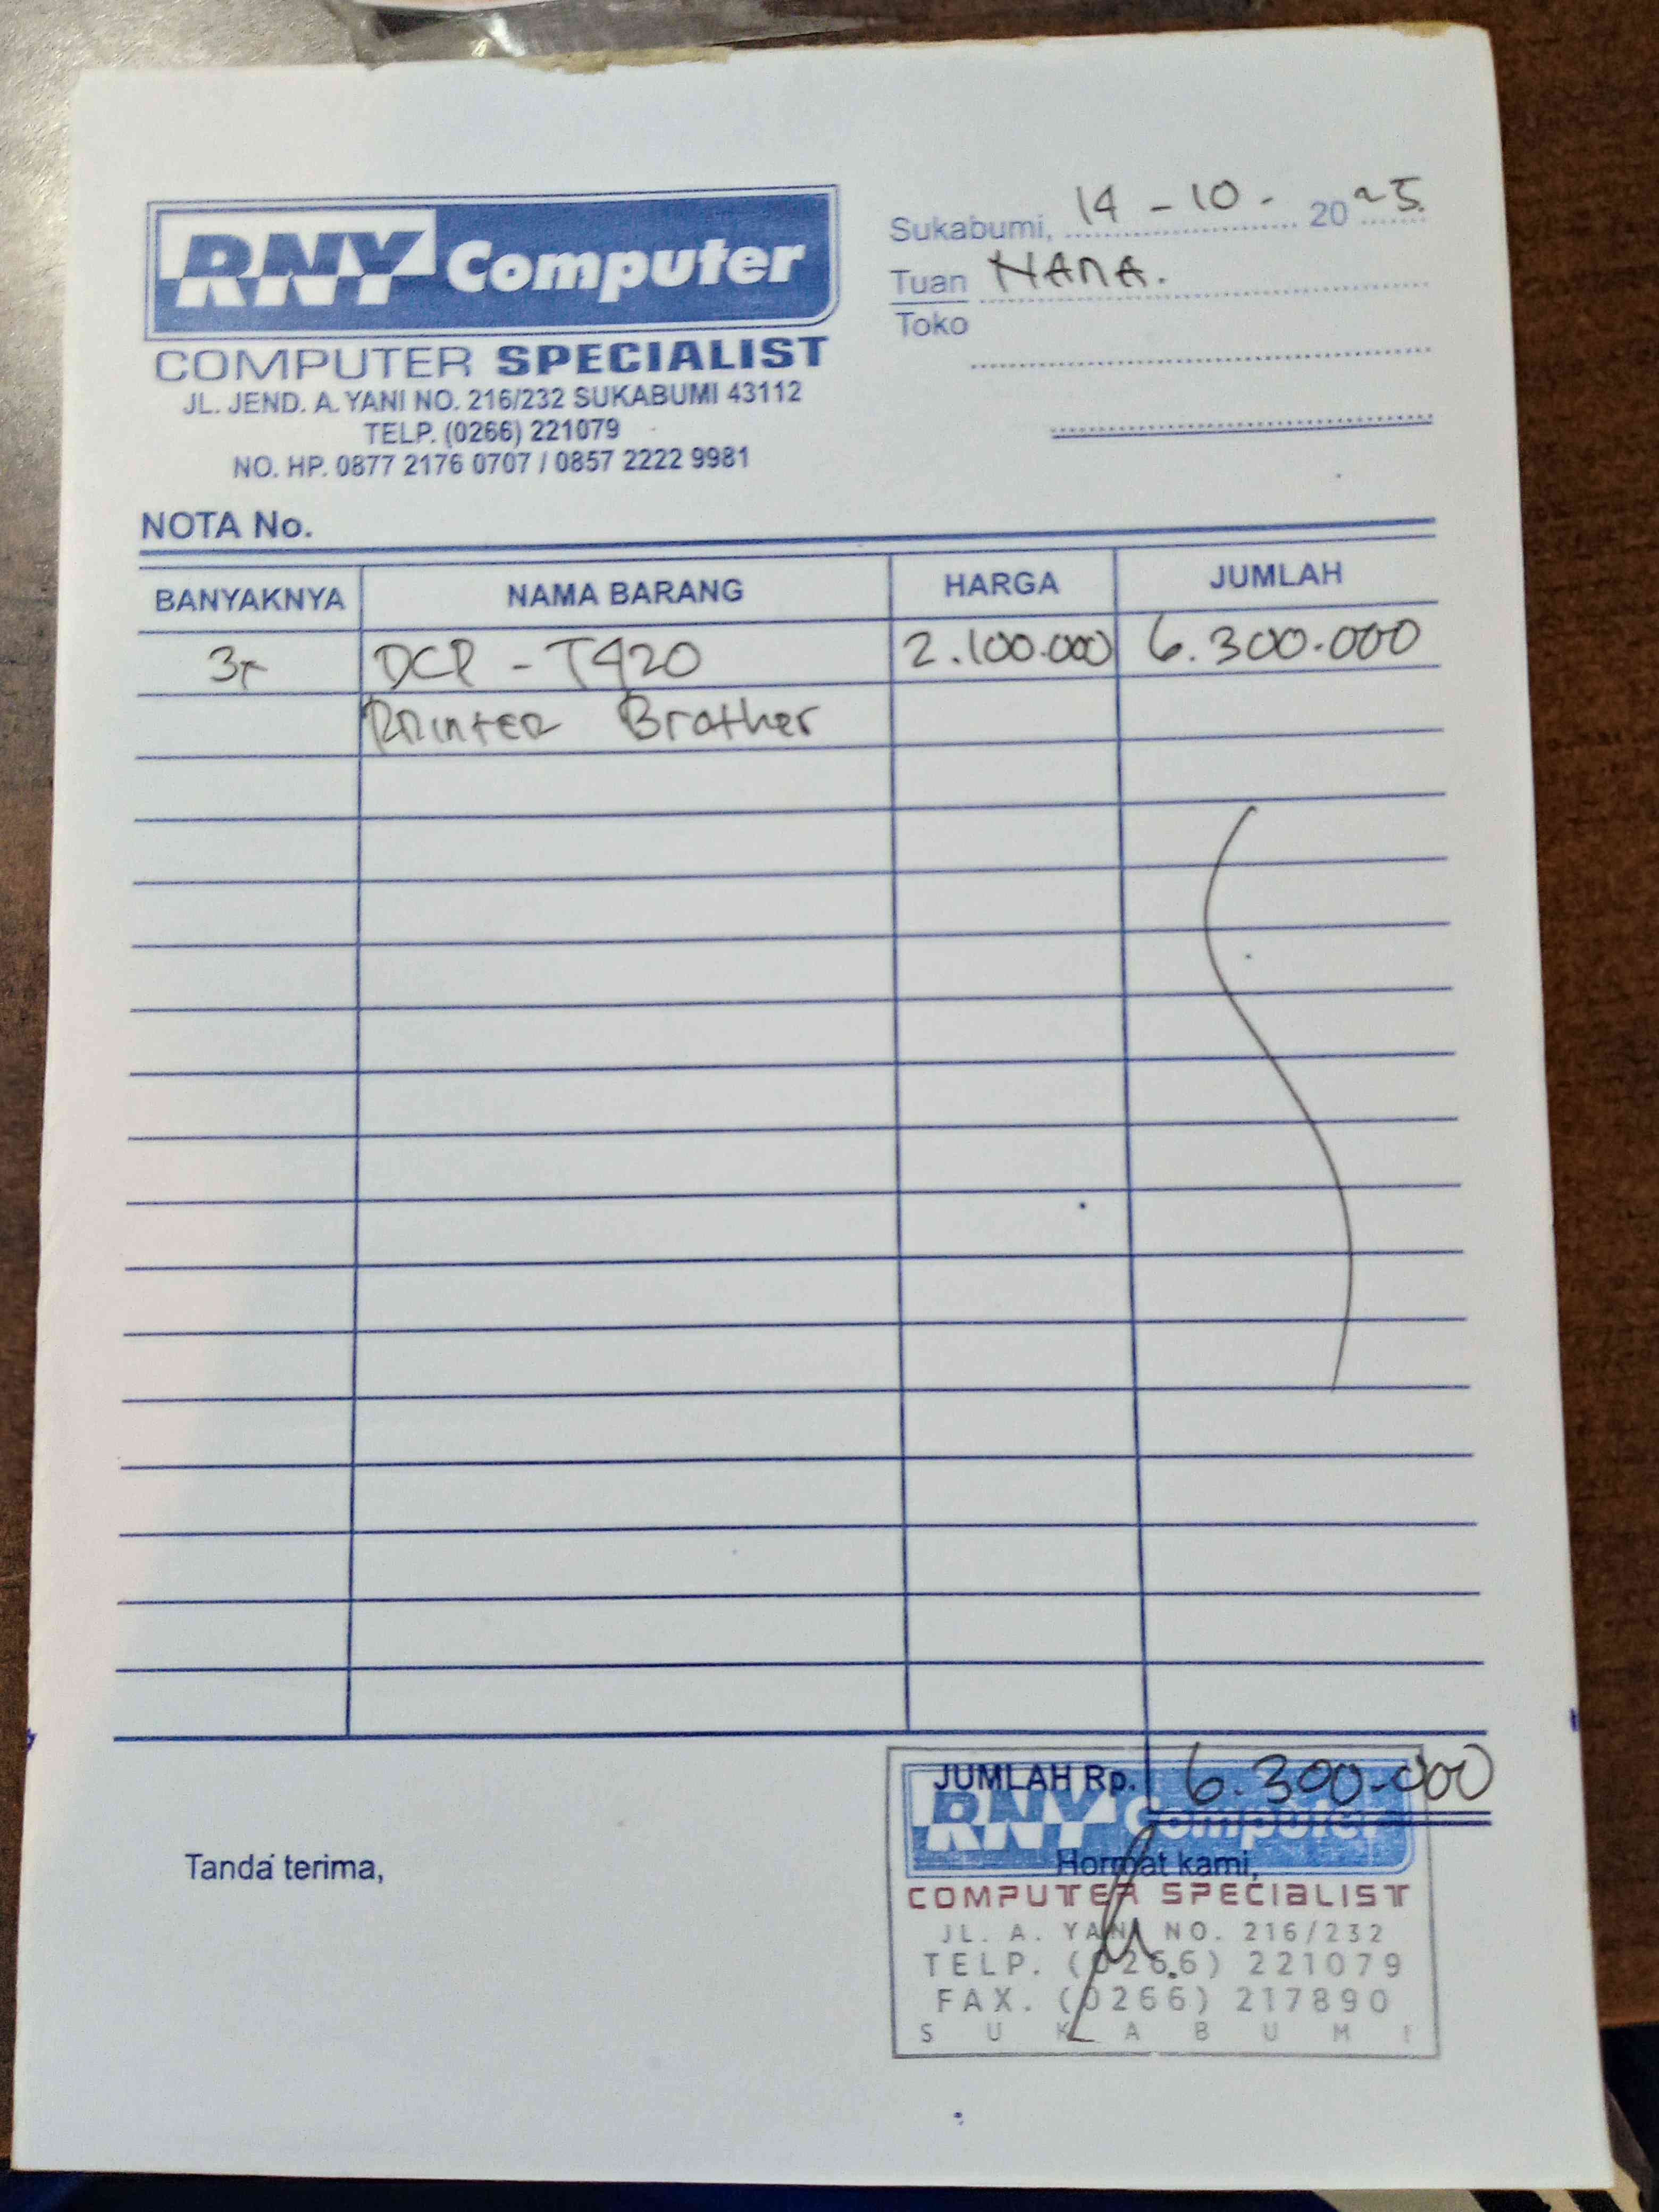 RNY Computer
COMPUTER SPECIALIST
JL. JEND. A. YANI NO. 216/232 SUKABUMI 43112
TELP. (0266) 221079
NO. HP. 0877 2176 0707 / 0857 2222 9981
Sukabumi, 14 - 10 - 2025.
Tuan NANA.
Toko
NOTA No.
BANYAKNYA NAMA BARANG HARGA JUMLAH
3x DCP - T420 2.100.000 6.300.000
Printer Brother
JUMLAH Rp. 6.300.000
Tanda terima,
Hormat kami,
RNY Computer
COMPUTER SPECIALIST
JL. A. YANI NO. 216/232
TELP. (0266) 221079
FAX. (0266) 217890
SUKABUMI